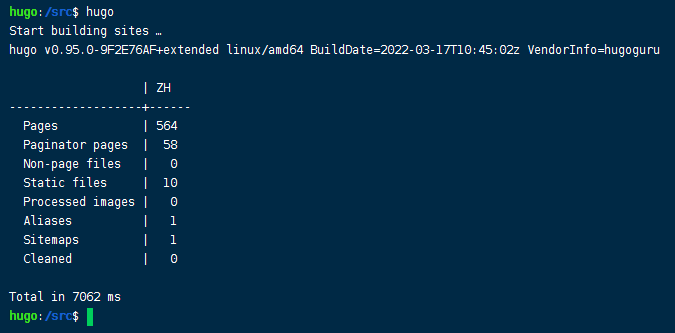 hugo:/src$ hugo
Start building sites …
hugo v0.95.0-9F2E76AF+extended linux/amd64 BuildDate=2022-03-17T10:45:02z VendorInfo=hugoguru
                   | ZH
-------------------+------
  Pages            | 564
  Paginator pages  |  58
  Non-page files   |   0
  Static files     |  10
  Processed images |   0
  Aliases          |   1
  Sitemaps         |   1
  Cleaned          |   0
Total in 7062 ms
hugo:/src$